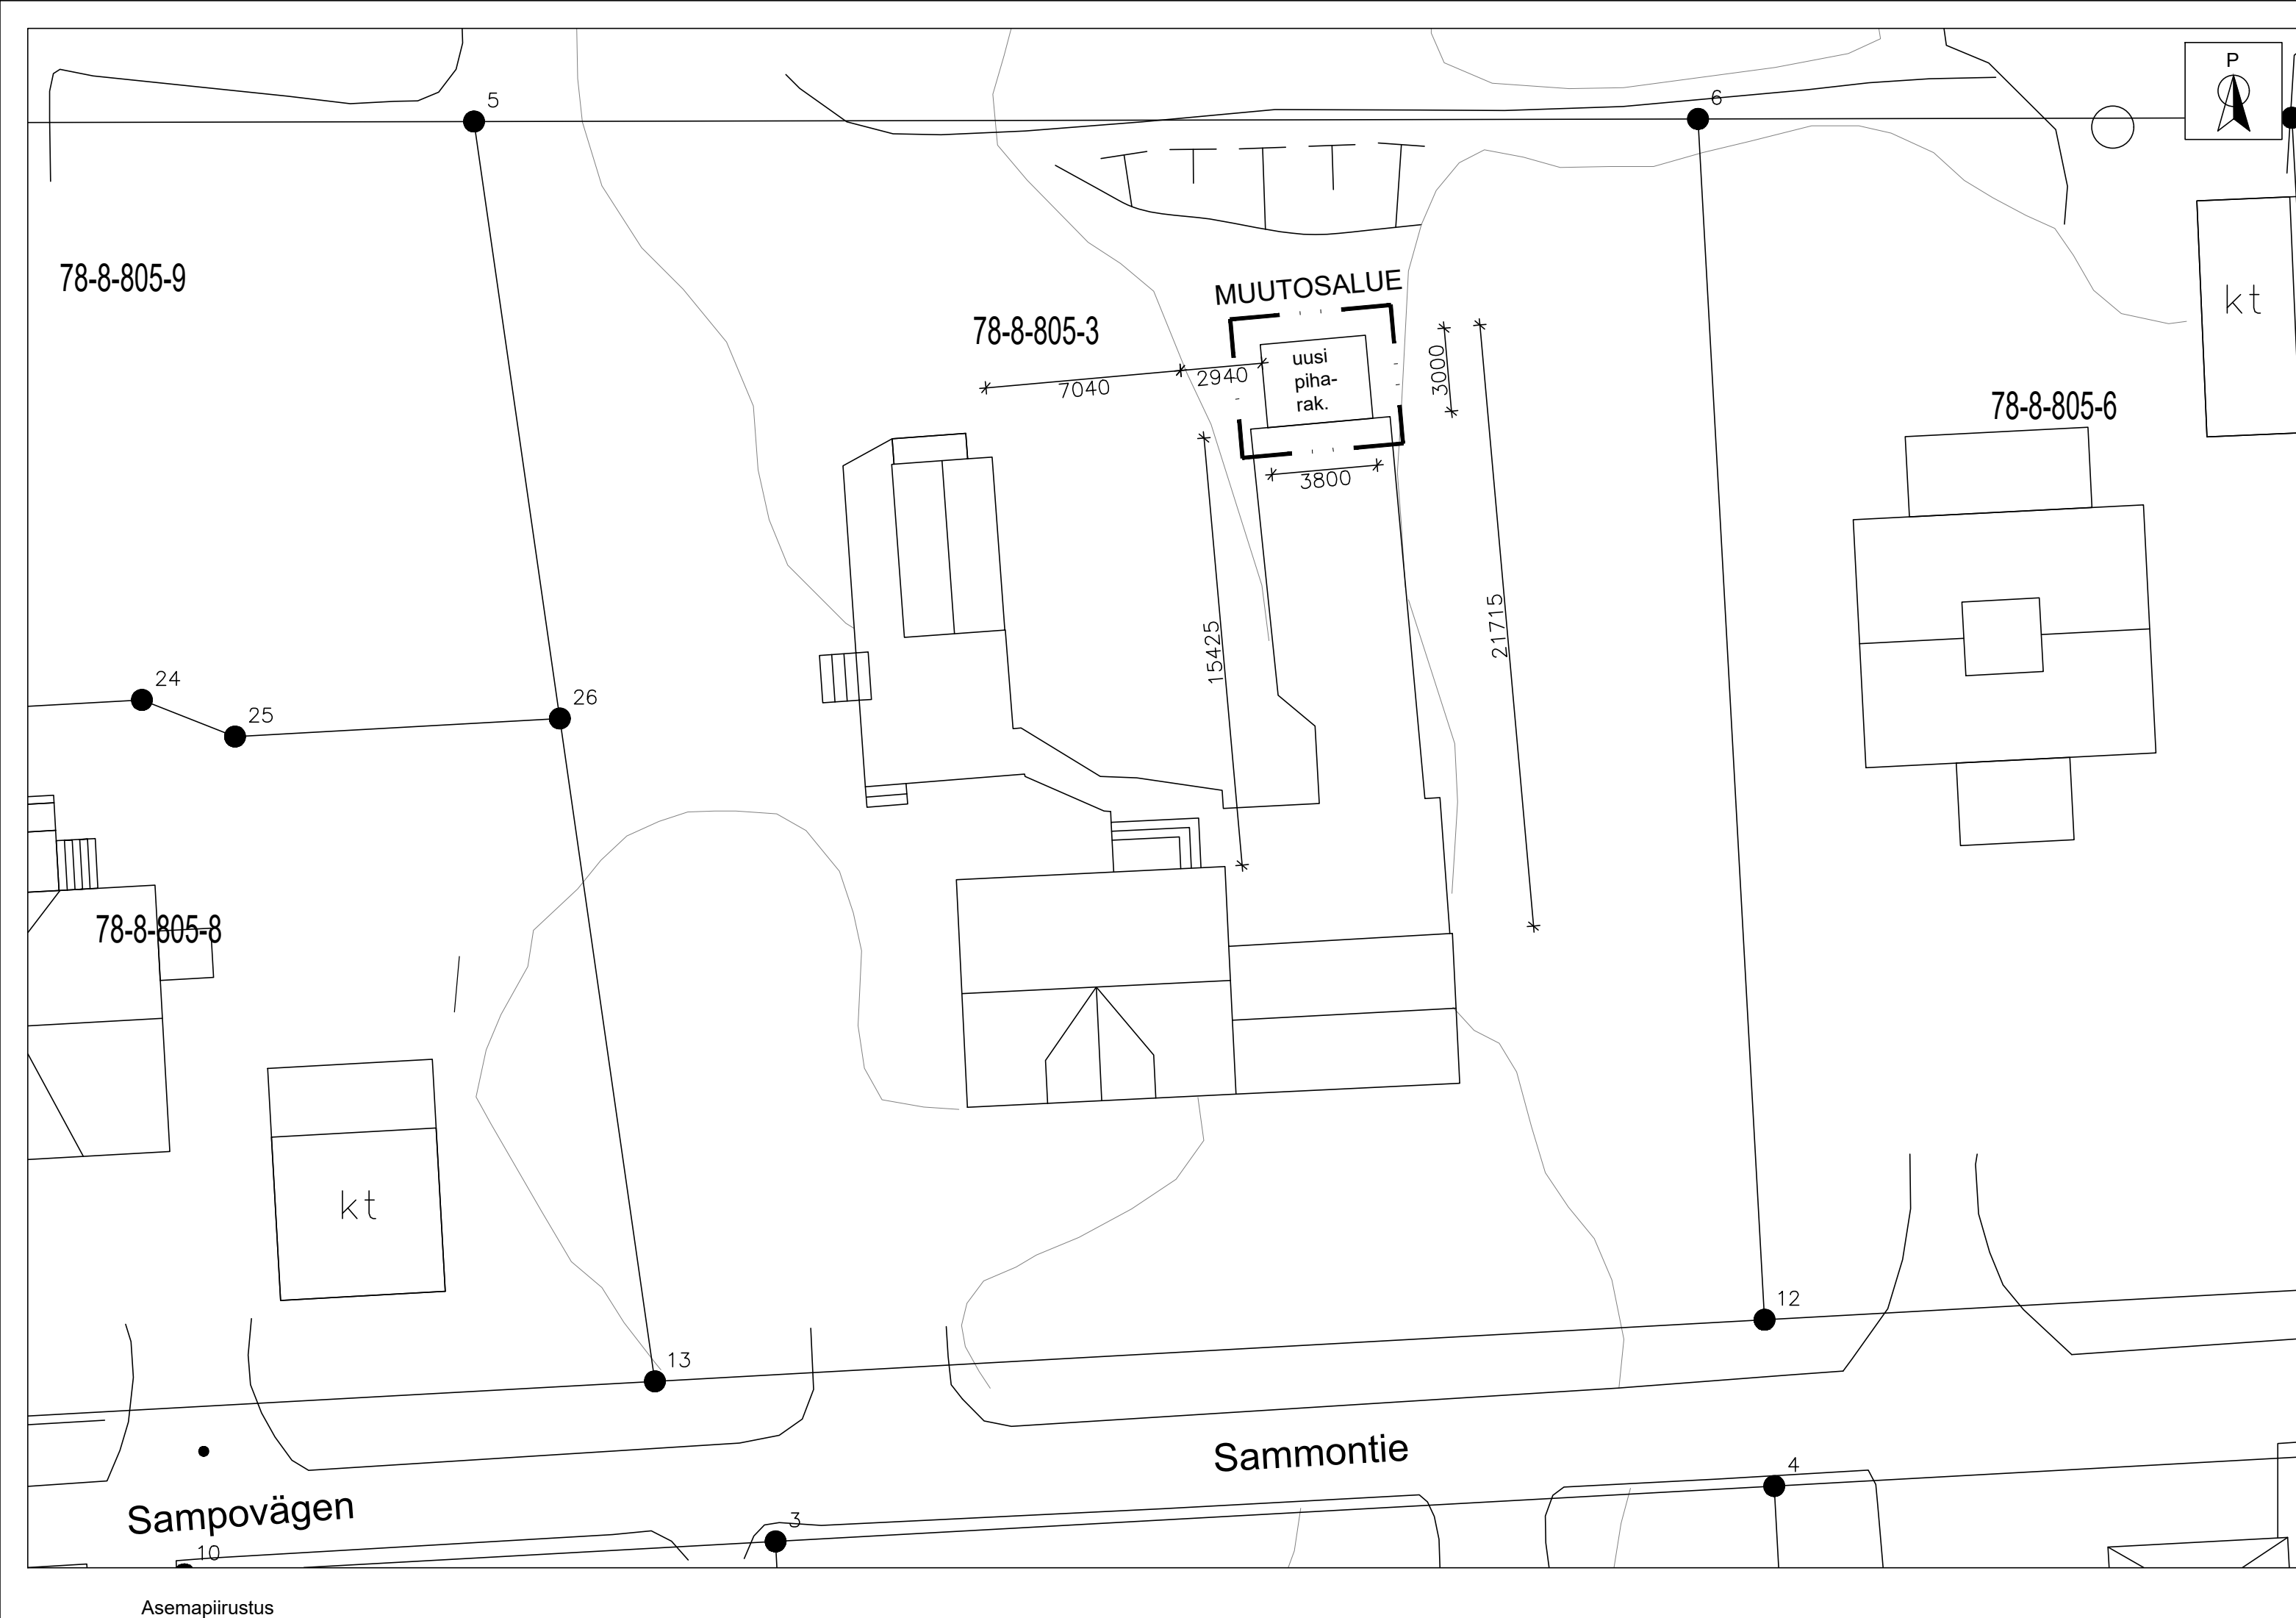 P
5
6
78-8-805-9
MUUTOSALUE
78-8-805-3
kt
uusi
piha-
rak.
3000
7040
2940
78-8-805-6
3800
15425
21715
24
25
26
78-8-805-8
kt
12
13
Sammontie
4
Sampovägen
3
10
Asemapiirustus